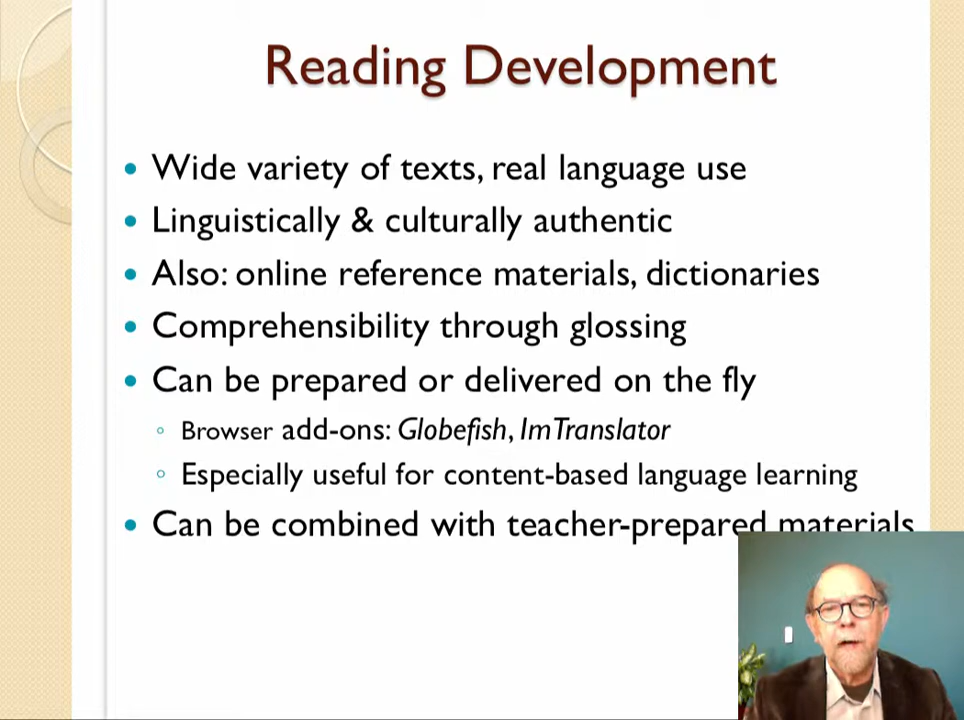 Reading Development
• Wide variety of texts, real language use
• Linguistically & culturally authentic
• Also: online reference materials, dictionaries
• Comprehensibility through glossing
• Can be prepared or delivered on the fly
◦ Browser add-ons: Globefish, ImTranslator
◦ Especially useful for content-based language learning
• Can be combined with teacher-prepared materials